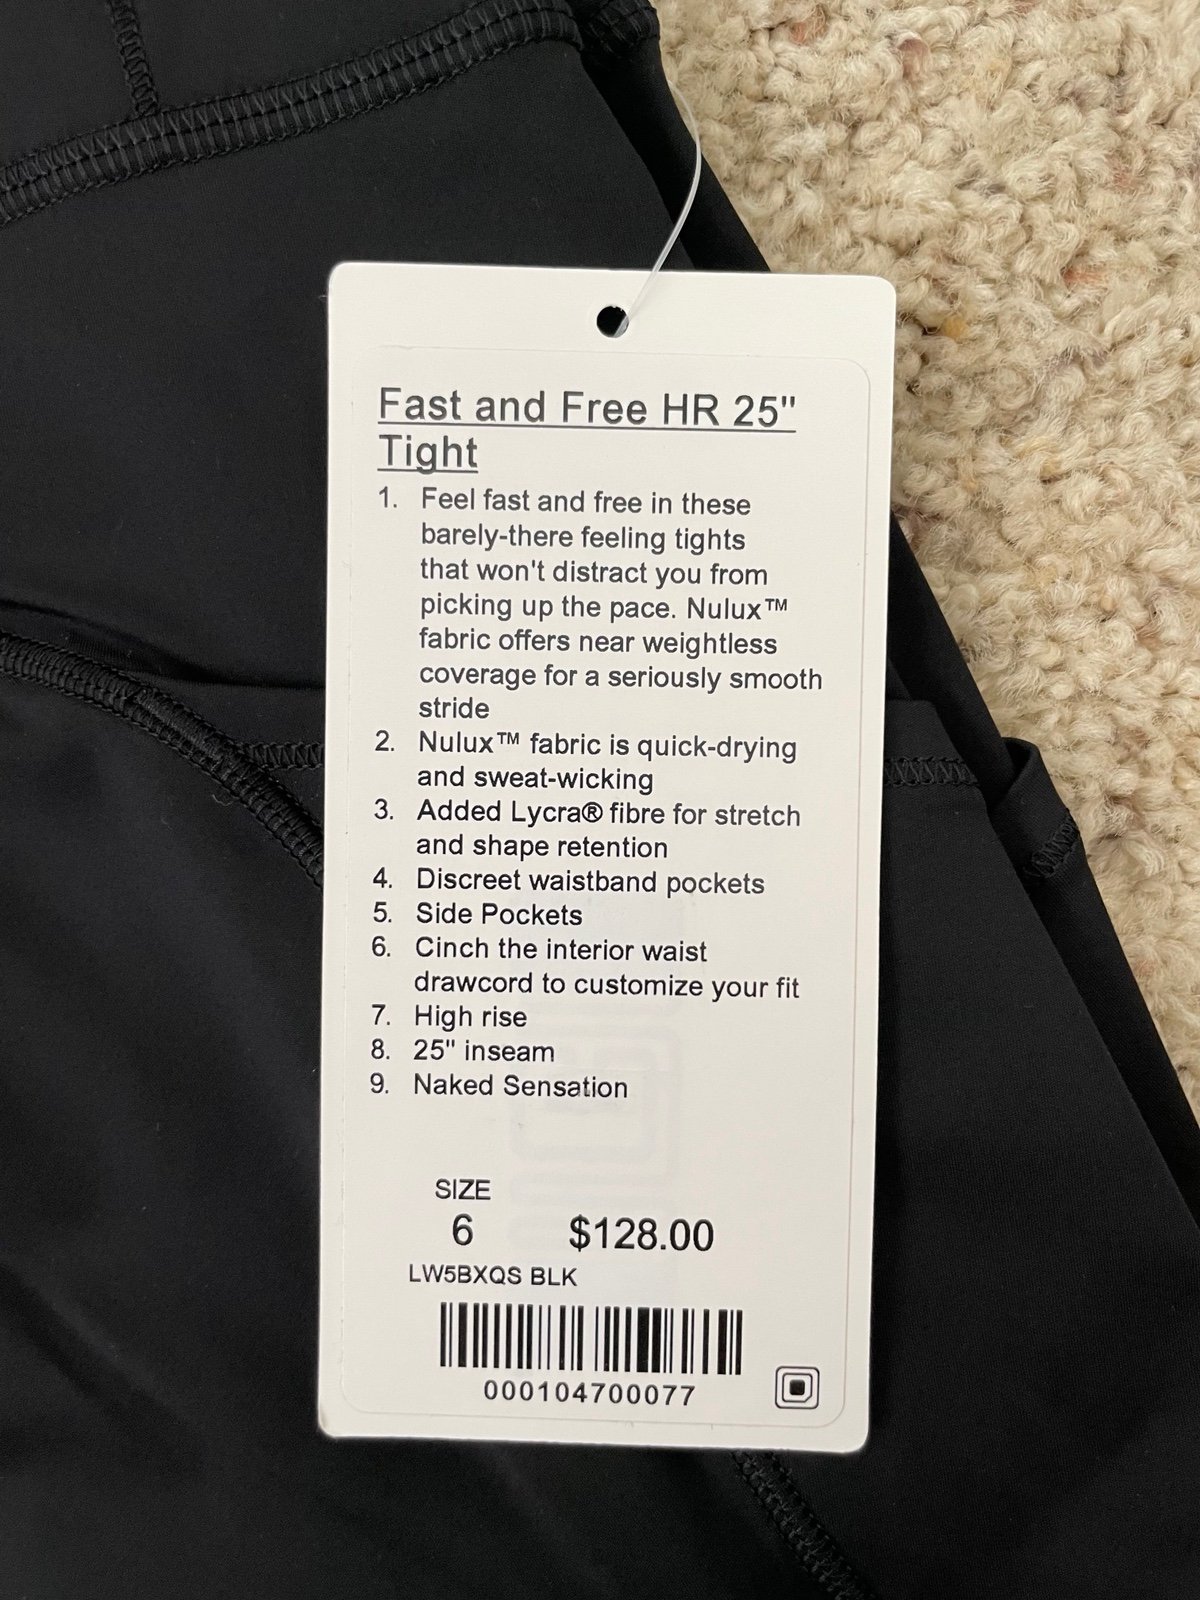 Fast and Free HR 25"
Tight
1. Feel fast and free in these
barely-there feeling tights
that won't distract you from
picking up the pace. Nulux™
fabric offers near weightless
coverage for a seriously smooth
stride
2. Nulux™ fabric is quick-drying
and sweat-wicking
3. Added Lycra® fibre for stretch
and shape retention
4. Discreet waistband pockets
5. Side Pockets
6. Cinch the interior waist
drawcord to customize your fit
7. High rise
8. 25" inseam
9. Naked Sensation
SIZE
6 $128.00
LW5BXQS BLK
000104700077